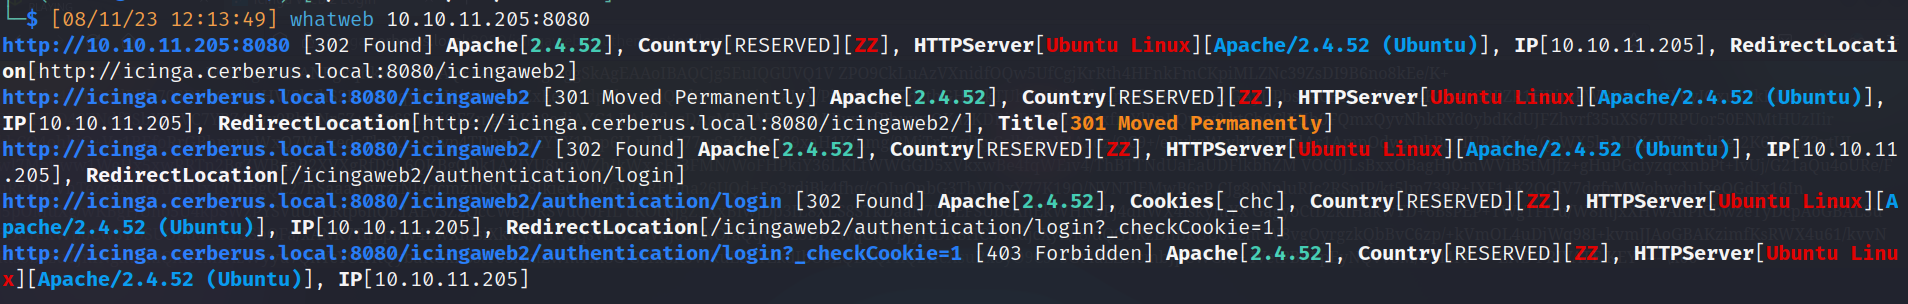 └─$ [08/11/23 12:13:49] whatweb 10.10.11.205:8080
http://10.10.11.205:8080 [302 Found] Apache[2.4.52], Country[RESERVED][ZZ], HTTPServer[Ubuntu Linux][Apache/2.4.52 (Ubuntu)], IP[10.10.11.205], RedirectLocati
on[http://icinga.cerberus.local:8080/icingaweb2]
http://icinga.cerberus.local:8080/icingaweb2 [301 Moved Permanently] Apache[2.4.52], Country[RESERVED][ZZ], HTTPServer[Ubuntu Linux][Apache/2.4.52 (Ubuntu)],
IP[10.10.11.205], RedirectLocation[http://icinga.cerberus.local:8080/icingaweb2/], Title[301 Moved Permanently]
http://icinga.cerberus.local:8080/icingaweb2/ [302 Found] Apache[2.4.52], Country[RESERVED][ZZ], HTTPServer[Ubuntu Linux][Apache/2.4.52 (Ubuntu)], IP[10.10.11
.205], RedirectLocation[/icingaweb2/authentication/login]
http://icinga.cerberus.local:8080/icingaweb2/authentication/login [302 Found] Apache[2.4.52], Cookies[_chc], Country[RESERVED][ZZ], HTTPServer[Ubuntu Linux][A
pache/2.4.52 (Ubuntu)], IP[10.10.11.205], RedirectLocation[/icingaweb2/authentication/login?_checkCookie=1]
http://icinga.cerberus.local:8080/icingaweb2/authentication/login?_checkCookie=1 [403 Forbidden] Apache[2.4.52], Country[RESERVED][ZZ], HTTPServer[Ubuntu Linu
x][Apache/2.4.52 (Ubuntu)], IP[10.10.11.205]